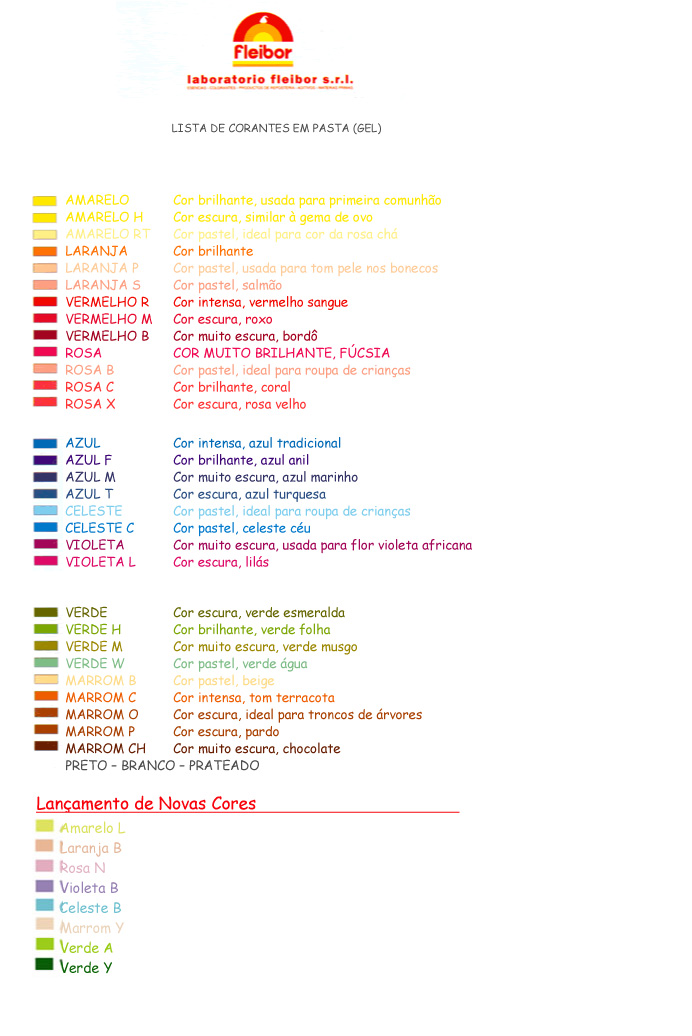 fleibor
laboratorio fleibor s.r.l.
LISTA DE CORANTES EM PASTA (GEL)
AMARELO Cor brilhante, usada para primeira comunhão
AMARELO H Cor escura, similar à gema de ovo
AMARELO RT Cor pastel, ideal para cor da rosa chá
LARANJA Cor brilhante
LARANJA P Cor pastel, usada para tom pele nos bonecos
LARANJA S Cor pastel, salmão
VERMELHO R Cor intensa, vermelho sangue
VERMELHO M Cor escura, roxo
VERMELHO B Cor muito escura, bordô
ROSA COR MUITO BRILHANTE, FÚCSIA
ROSA B Cor pastel, ideal para roupa de crianças
ROSA C Cor brilhante, coral
ROSA X Cor escura, rosa velho
AZUL Cor intensa, azul tradicional
AZUL F Cor brilhante, azul anil
AZUL M Cor muito escura, azul marinho
AZUL T Cor escura, azul turquesa
CELESTE Cor pastel, ideal para roupa de crianças
CELESTE C Cor pastel, celeste céu
VIOLETA Cor muito escura, usada para flor violeta africana
VIOLETA L Cor escura, lilás
VERDE Cor escura, verde esmeralda
VERDE H Cor brilhante, verde folha
VERDE M Cor muito escura, verde musgo
VERDE W Cor pastel, verde água
MARROM B Cor pastel, beige
MARROM C Cor intensa, tom terracota
MARROM O Cor escura, ideal para troncos de árvores
MARROM P Cor escura, pardo
MARROM CH Cor muito escura, chocolate
PRETO – BRANCO – PRATEADO
Lançamento de Novas Cores
Amarelo L
Laranja B
Rosa N
Violeta B
Celeste B
Marrom Y
Verde A
Verde Y